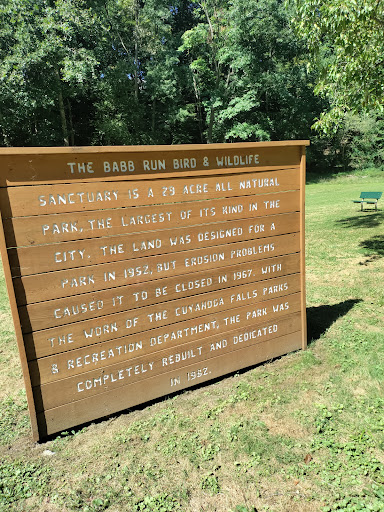 THE BABB RUN BIRD & WILDLIFE
SANCTUARY IS A 29 ACRE ALL NATURAL
PARK, THE LARGEST OF ITS KIND IN THE
CITY. THE LAND WAS DESIGNED FOR A
PARK IN 1952, BUT EROSION PROBLEMS
CAUSED IT TO BE CLOSED IN 1967. WITH
THE WORK OF THE CUYAHOGA FALLS PARKS
& RECREATION DEPARTMENT, THE PARK WAS
COMPLETELY REBUILT AND DEDICATED
IN 1982.